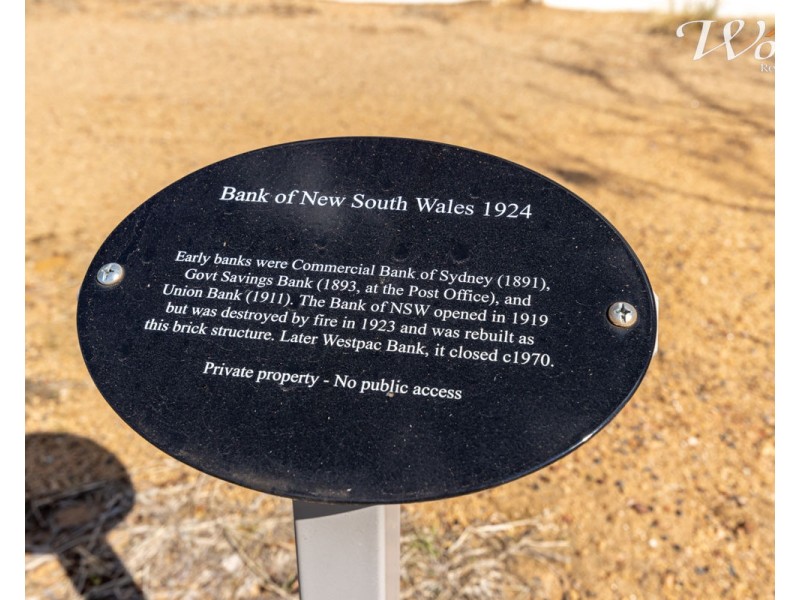 Wo
Bank of New South Wales 1924
Early banks were Commercial Bank of Sydney (1891),
Govt Savings Bank (1893, at the Post Office), and
Union Bank (1911). The Bank of NSW opened in 1919
but was destroyed by fire in 1923 and was rebuilt as
this brick structure. Later Westpac Bank, it closed c1970.
Private property - No public access